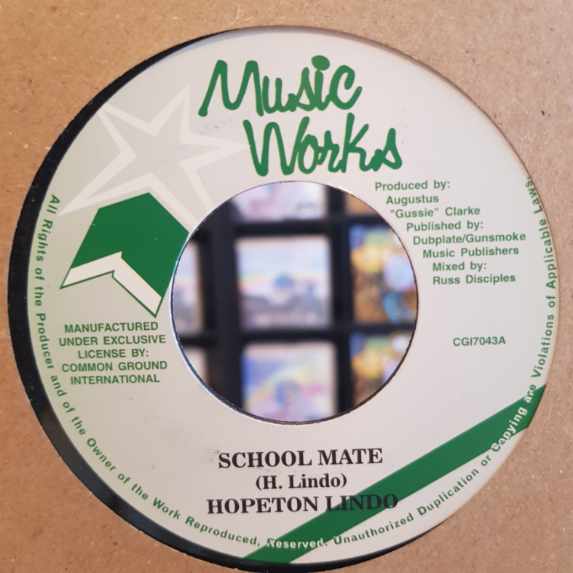 Music
Works
Produced by:
Augustus
"Gussie" Clarke
Published by:
Dubplate/Gunsmoke
Music Publishers
Mixed by:
Russ Disciples
CGI7043A
MANUFACTURED
UNDER EXCLUSIVE
LICENSE BY:
COMMON GROUND
INTERNATIONAL
SCHOOL MATE
(H. Lindo)
HOPETON LINDO
All Rights of the Producer and of the Owner of the Work Reproduced, Reserved, Unauthorized Duplication or Copying are Violations of Applicable Laws